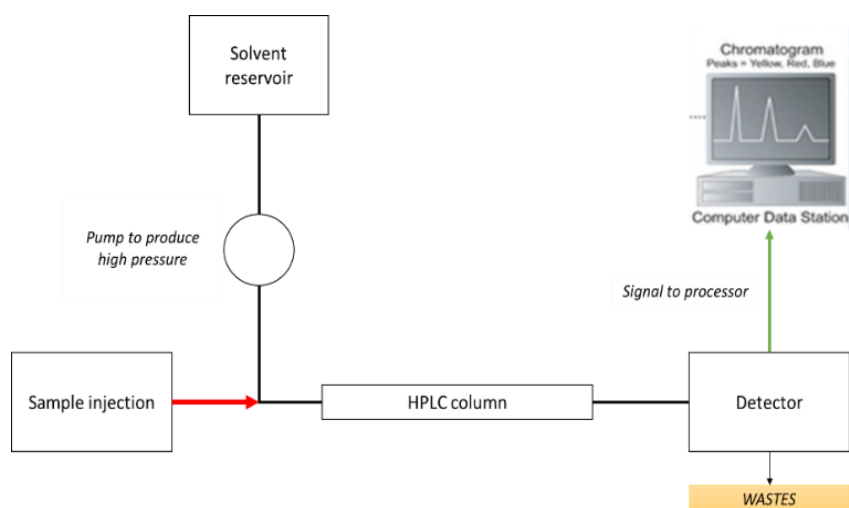 Solvent
reservoir
Chromatogram
Peaks = Yellow, Red, Blue
Computer Data Station
Pump to produce
high pressure
Signal to processor
Sample injection
HPLC column
Detector
WASTES